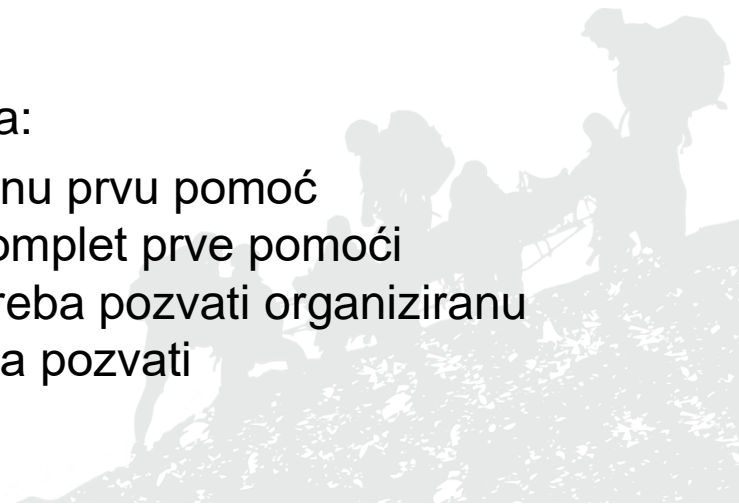 a:
nu prvu pomoć
omplet prve pomoći
reba pozvati organiziranu
a pozvati